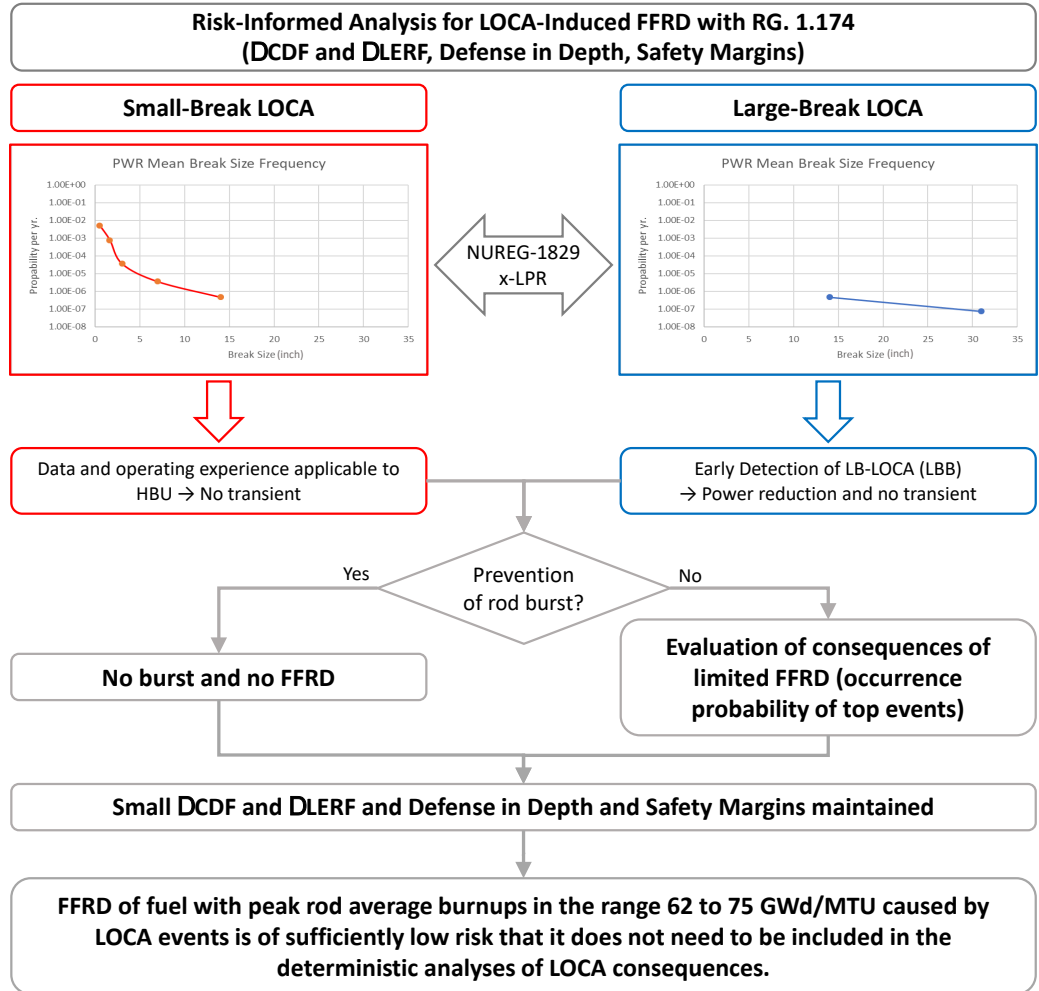 Risk-Informed Analysis for LOCA-Induced FFRD with RG. 1.174
(DCDF and DLERF, Defense in Depth, Safety Margins)
Small-Break LOCA
PWR Mean Break Size Frequency
Propability per yr.
1.00E+00
1.00E-01
1.00E-02
1.00E-03
1.00E-04
1.00E-05
1.00E-06
1.00E-07
1.00E-08
0 5 10 15 20 25 30 35
Break Size (inch)
NUREG-1829
x-LPR
Large-Break LOCA
PWR Mean Break Size Frequency
Propability per yr.
1.00E+00
1.00E-01
1.00E-02
1.00E-03
1.00E-04
1.00E-05
1.00E-06
1.00E-07
1.00E-08
0 5 10 15 20 25 30 35
Break Size (inch)
Data and operating experience applicable to
HBU → No transient
Early Detection of LB-LOCA (LBB)
→ Power reduction and no transient
Prevention
of rod burst?
Yes
No
No burst and no FFRD
Evaluation of consequences of
limited FFRD (occurrence
probability of top events)
Small DCDF and DLERF and Defense in Depth and Safety Margins maintained
FFRD of fuel with peak rod average burnups in the range 62 to 75 GWd/MTU caused by
LOCA events is of sufficiently low risk that it does not need to be included in the
deterministic analyses of LOCA consequences.